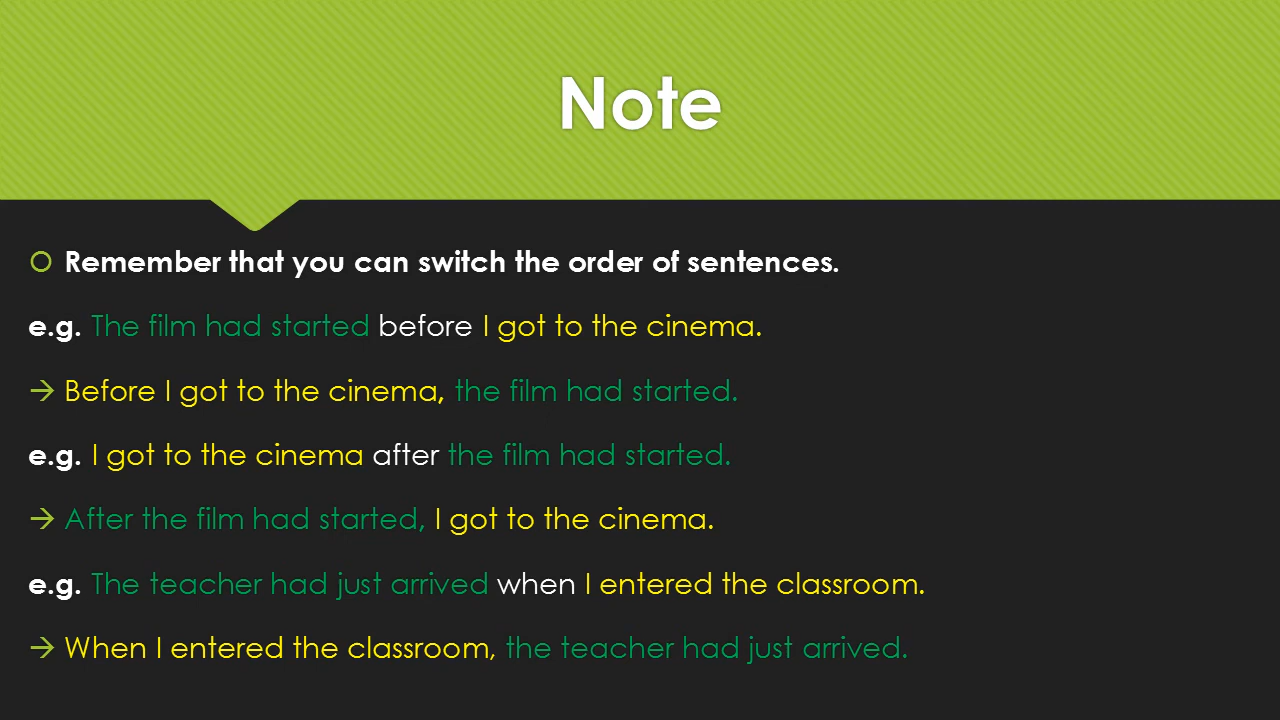 Note
Remember that you can switch the order of sentences.
e.g. The film had started before I got to the cinema.
→ Before I got to the cinema, the film had started.
e.g. I got to the cinema after the film had started.
→ After the film had started, I got to the cinema.
e.g. The teacher had just arrived when I entered the classroom.
→ When I entered the classroom, the teacher had just arrived.